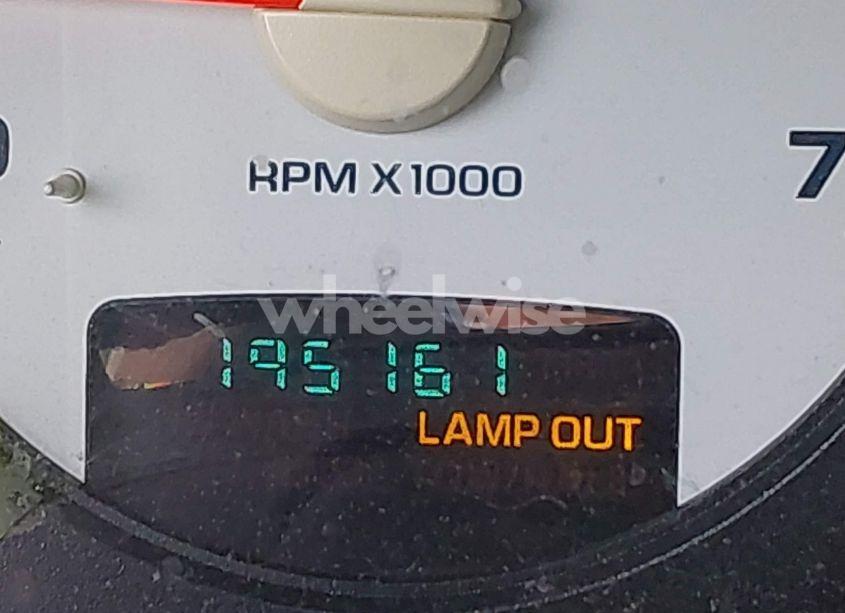 7
RPM X1000
wheelwise
195161
LAMP OUT